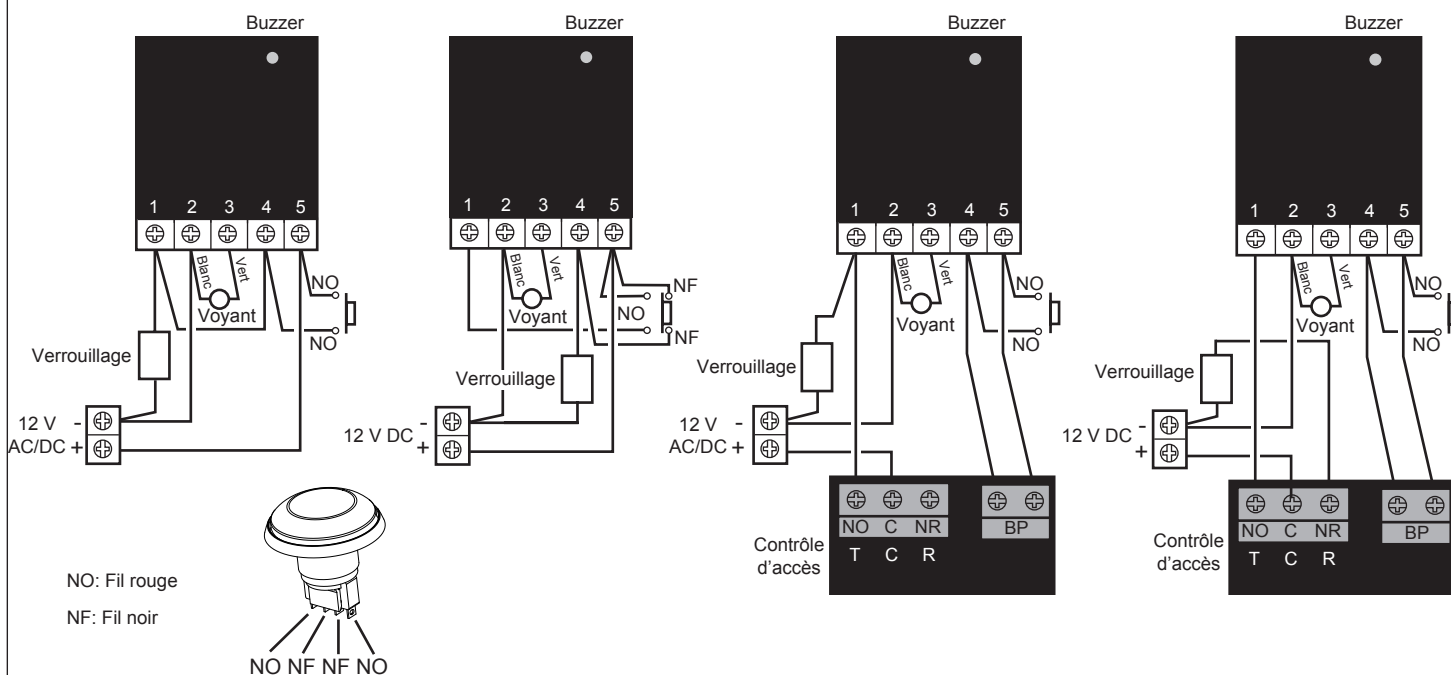 Buzzer
1 2 3 4 5
Blanc
Vert
Voyant
NO
NO
Verrouillage
12 V -
AC/DC +
Buzzer
1 2 3 4 5
Blanc
Vert
Voyant
NF
NO
NF
Verrouillage
12 V DC -
+
Buzzer
1 2 3 4 5
Blanc
Vert
Voyant
NO
NO
Verrouillage
12 V -
AC/DC +
NO C NR BP
T C R
Contrôle
d'accès
Buzzer
1 2 3 4 5
Blanc
Vert
Voyant
NO
NO
Verrouillage
12 V DC -
+
NO C NR BP
T C R
Contrôle
d'accès
NO: Fil rouge
NF: Fil noir
NO NF NF NO